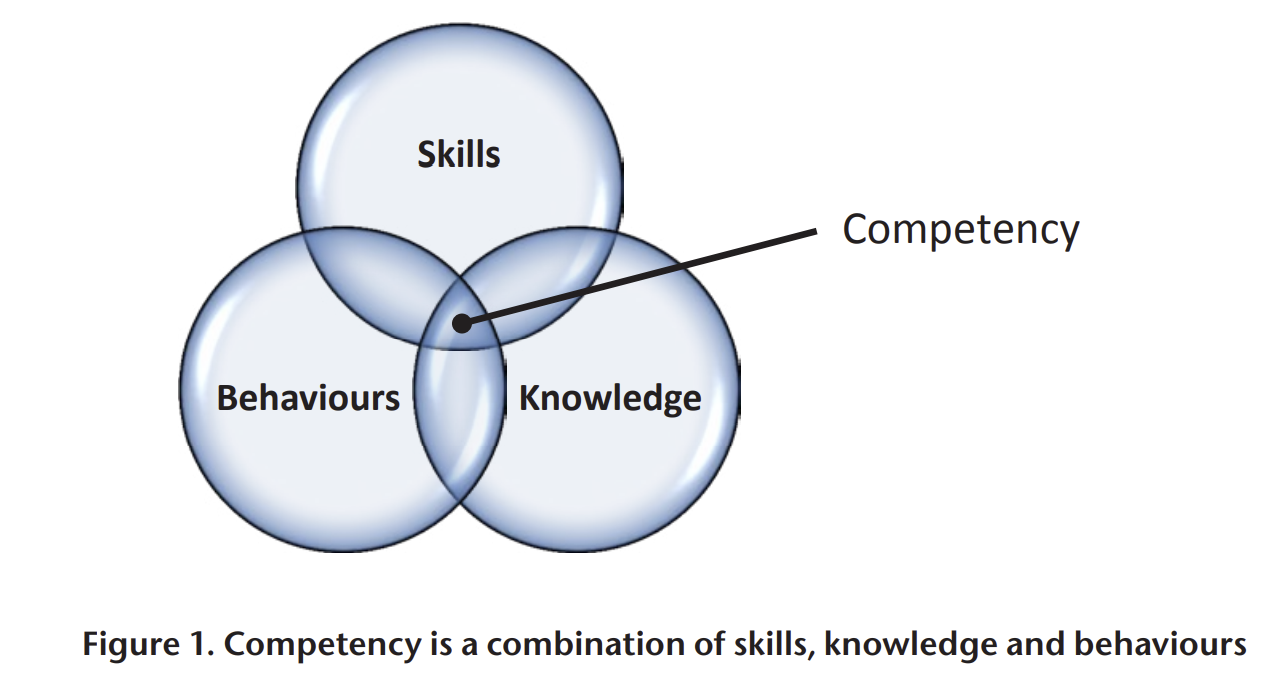 Skills
Competency
Behaviours
Knowledge
Figure 1. Competency is a combination of skills, knowledge and behaviours